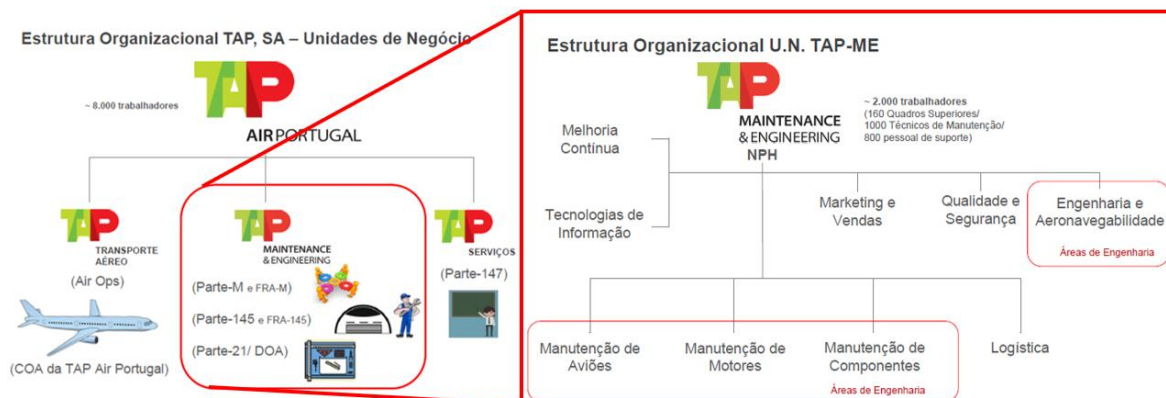 Estrutura Organizacional TAP, SA – Unidades de Negócio
TAP
~ 8.000 trabalhadores
AIRPORTUGAL
TAP
TRANSPORTE
AÉREO
(Air Ops)
(COA da TAP Air Portugal)
TAP
MAINTENANCE
& ENGINEERING
(Parte-M e FRA-M)
(Parte-145 e FRA-145)
(Parte-21/ DOA)
TAP
SERVIÇOS
(Parte-147)
Estrutura Organizacional U.N. TAP-ME
TAP
MAINTENANCE
& ENGINEERING
NPH
~ 2.000 trabalhadores
(160 Quadros Superiores/
1000 Técnicos de Manutenção/
800 pessoal de suporte)
Melhoria
Contínua
Tecnologias de
Informação
Marketing e
Vendas
Qualidade e
Segurança
Engenharia e
Aeronavegabilidade
Áreas de Engenharia
Manutenção de
Aviões
Manutenção de
Motores
Manutenção de
Componentes
Áreas de Engenharia
Logística